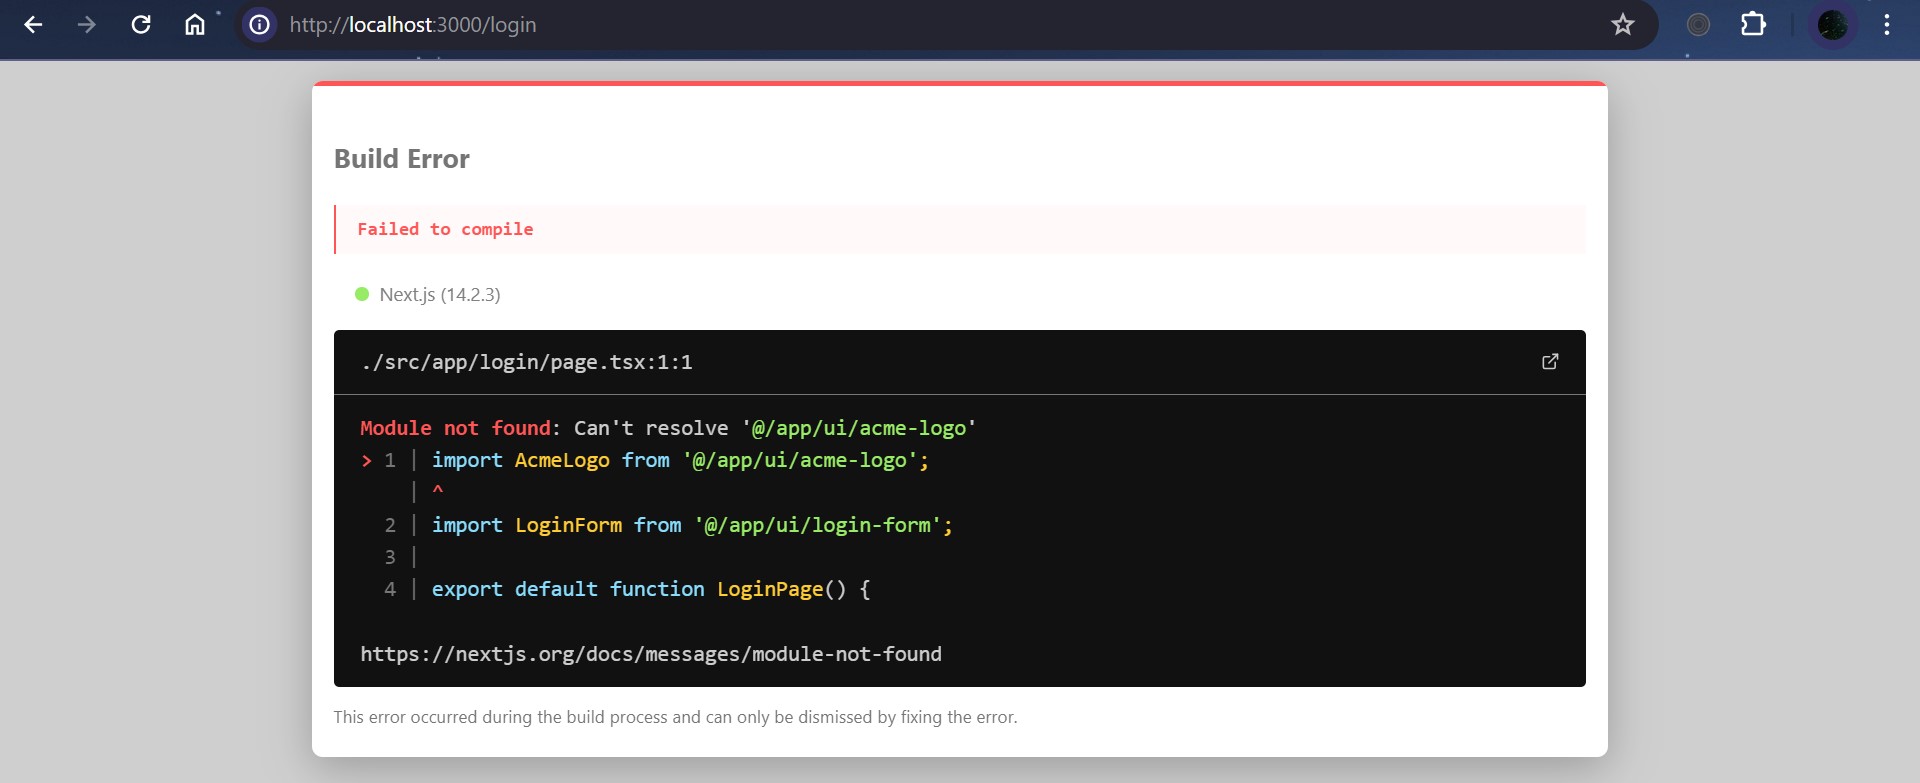 http://localhost:3000/login
Build Error
Failed to compile
Next.js (14.2.3)
./src/app/login/page.tsx:1:1
Module not found: Can't resolve '@/app/ui/acme-logo'
> 1 | import AcmeLogo from '@/app/ui/acme-logo';
| ^
2 | import LoginForm from '@/app/ui/login-form';
3 |
4 | export default function LoginPage() {
https://nextjs.org/docs/messages/module-not-found
This error occurred during the build process and can only be dismissed by fixing the error.